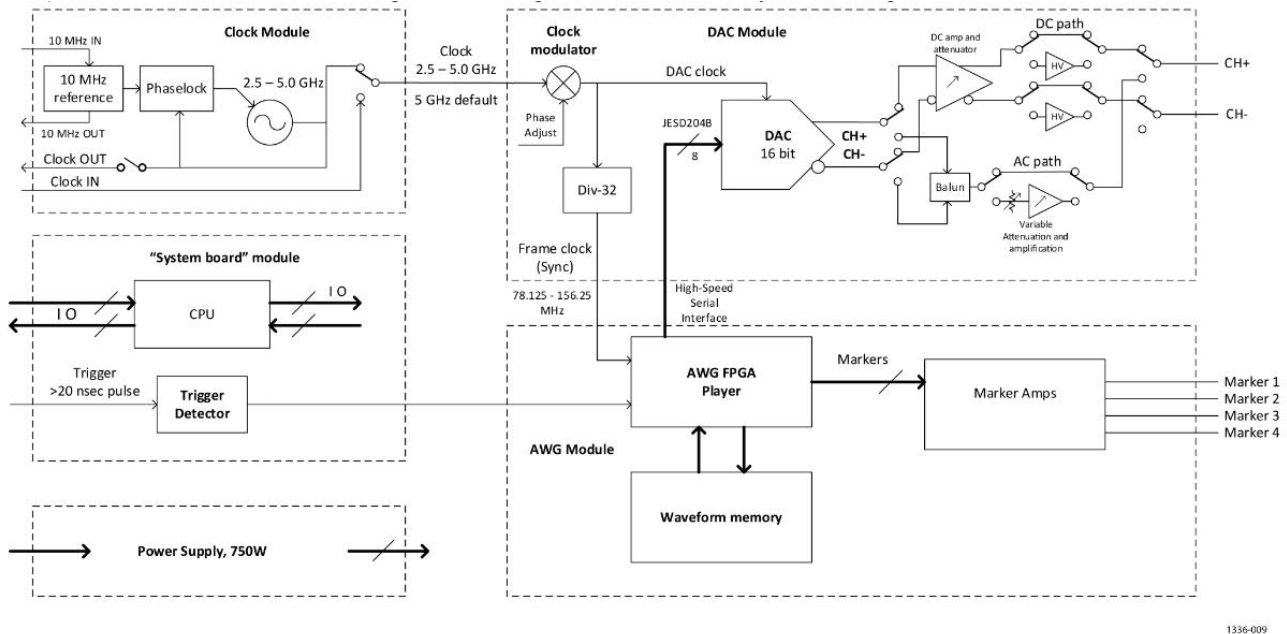 Clock Module
10 MHz IN
10 MHz
reference
Phaselock
2.5 – 5.0 GHz
10 MHz OUT
Clock OUT
Clock IN
Clock
2.5 – 5.0 GHz
5 GHz default
Clock
modulator
Phase
Adjust
DAC Module
DAC clock
JESD204B
8
DAC
16 bit
CH+
CH-
DC amp and
attenuator
DC path
HV
HV
CH+
CH-
Balun
AC path
Variable
Attenuation and
amplification
Div-32
Frame clock
(Sync)
78.125 - 156.25
MHz
High-Speed
Serial
Interface
“System board” module
I O
CPU
I O
Trigger
>20 nsec pulse
Trigger
Detector
AWG FPGA
Player
Markers
Marker Amps
Marker 1
Marker 2
Marker 3
Marker 4
AWG Module
Waveform memory
Power Supply, 750W
1336-009